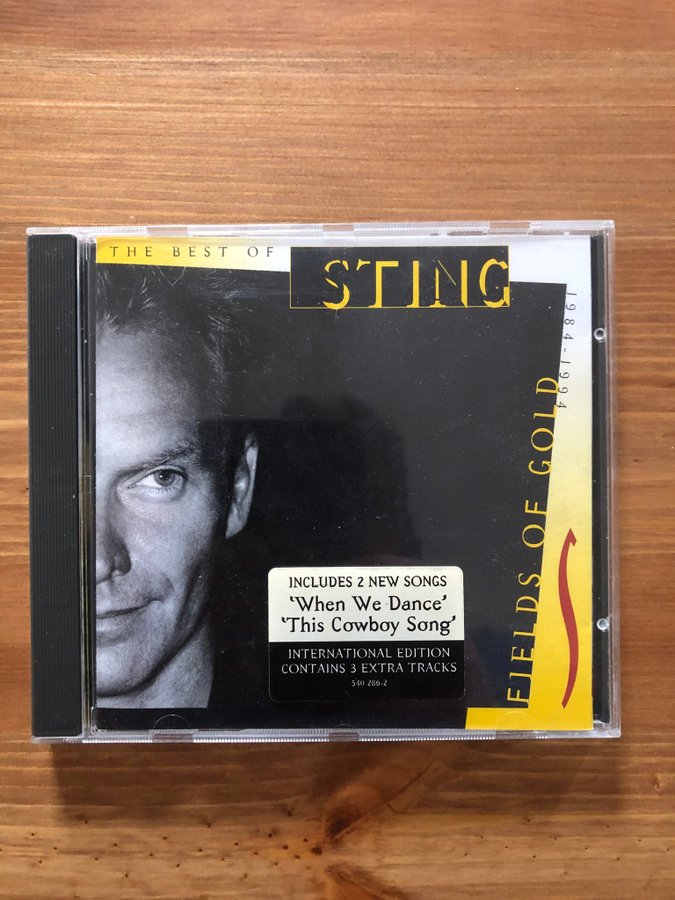 THE BEST OF
STING
1984-1994
FIELDS OF GOLD
INCLUDES 2 NEW SONGS
'When We Dance'
'This Cowboy Song'
INTERNATIONAL EDITION
CONTAINS 3 EXTRA TRACKS
540 286-2